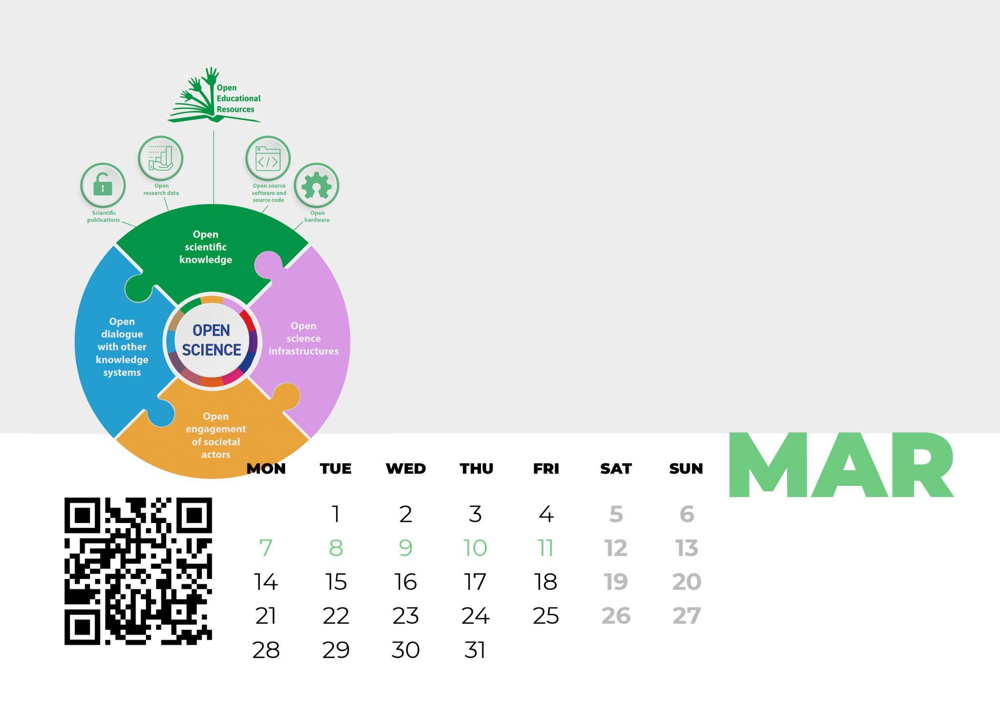 Open
Educational
Resources
Open
research data
Open source
software and
source code
Scientific
publications
Open
hardware
Open
scientific
knowledge
Open
dialogue
with other
knowledge
systems
OPEN
SCIENCE
Open
science
infrastructures
Open
engagement
of societal
actors
MAR
MON TUE WED THU FRI SAT SUN
1 2 3 4 5 6
7 8 9 10 11 12 13
14 15 16 17 18 19 20
21 22 23 24 25 26 27
28 29 30 31